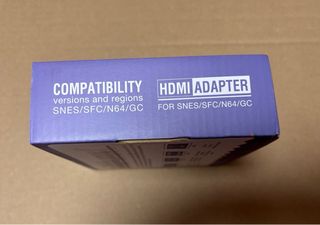 COMPATIBILITY
versions and regions
SNES/SFC/N64/GC
HDMI ADAPTER
FOR SNES/SFC/N64/GC